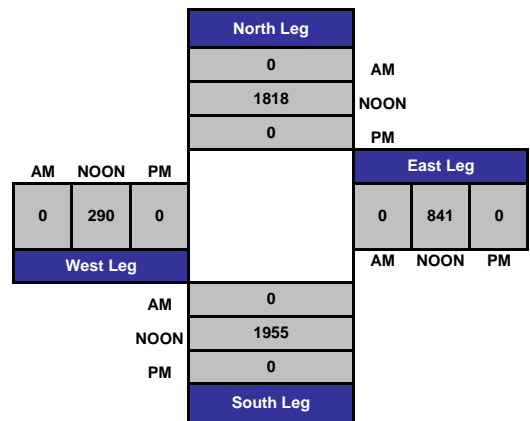 North Leg
0 AM
1818 NOON
0 PM
AM NOON PM
East Leg
0 290 0
0 841 0
West Leg
AM NOON PM
AM 0
NOON 1955
PM 0
South Leg